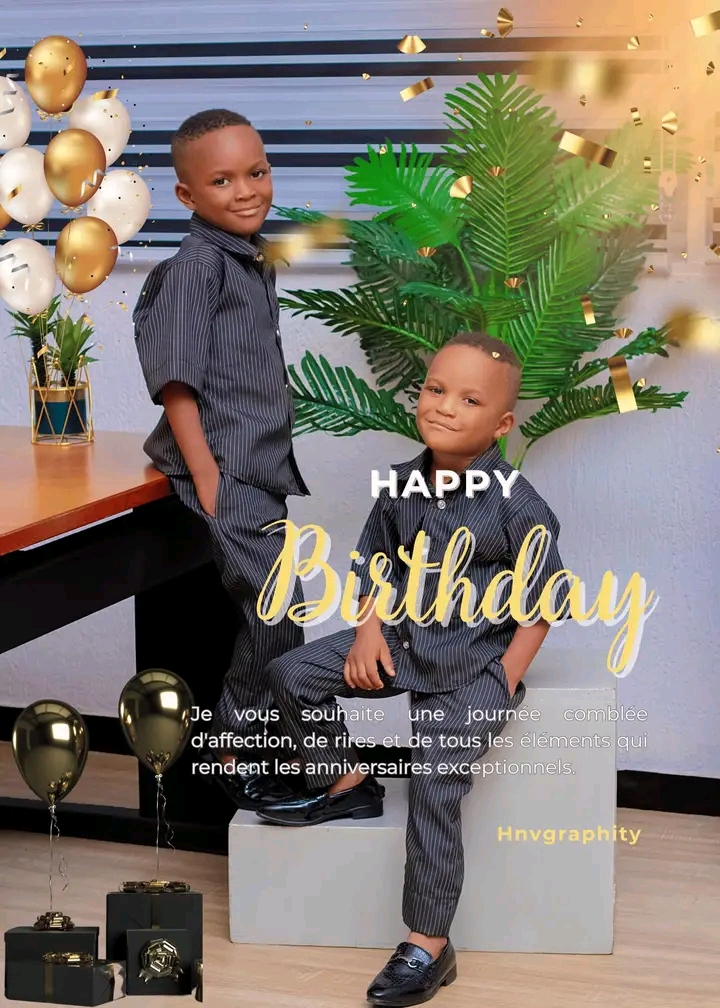 HAPPY
Birthday
Je vous souhaite une journée comblée
d'affection, de rires et de tous les éléments qui
rendent les anniversaires exceptionnels.
Hnvgraphity